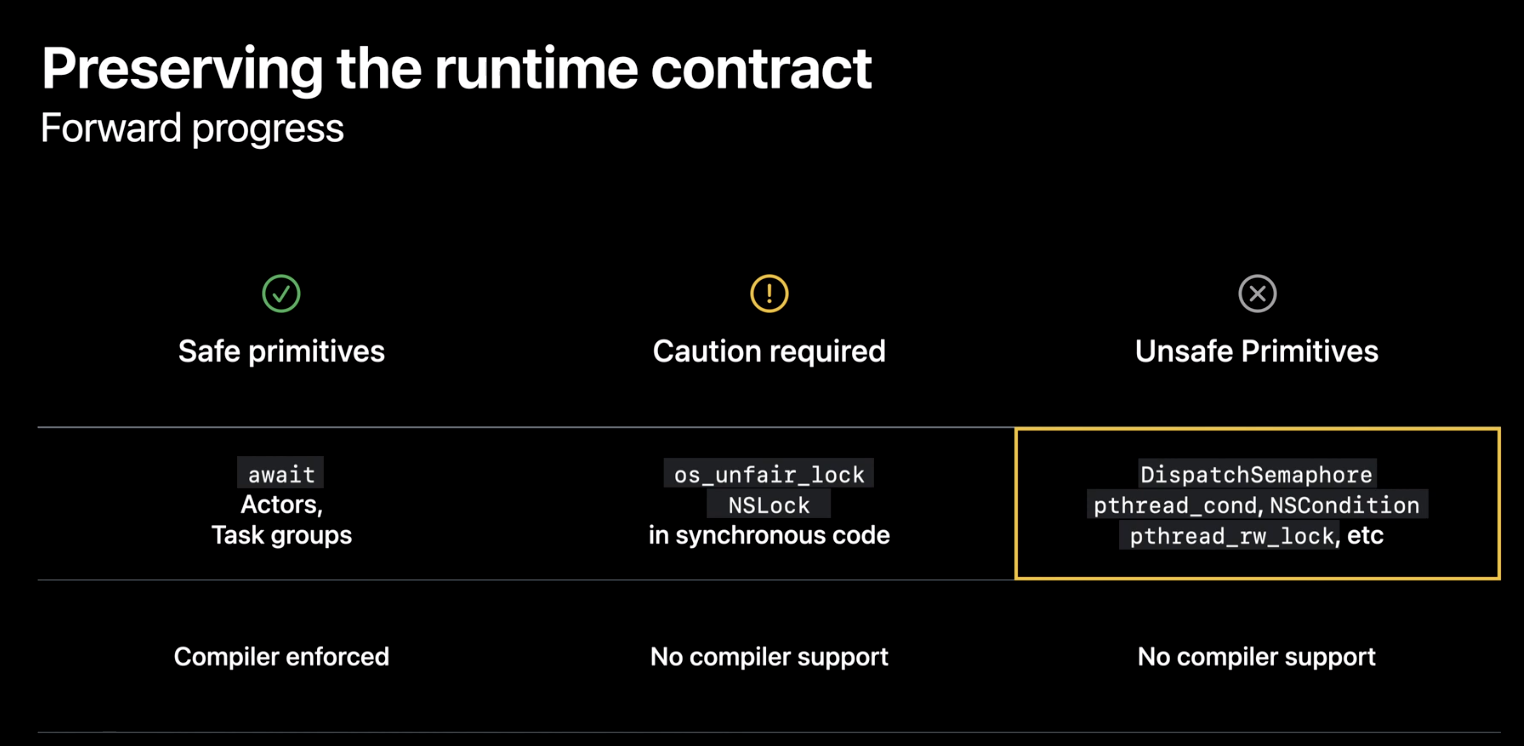 Preserving the runtime contract
Forward progress
Safe primitives
Caution required
Unsafe Primitives
await
Actors,
Task groups
os_unfair_lock
NSLock
in synchronous code
DispatchSemaphore
pthread_cond, NSCondition
pthread_rw_lock, etc
Compiler enforced
No compiler support
No compiler support